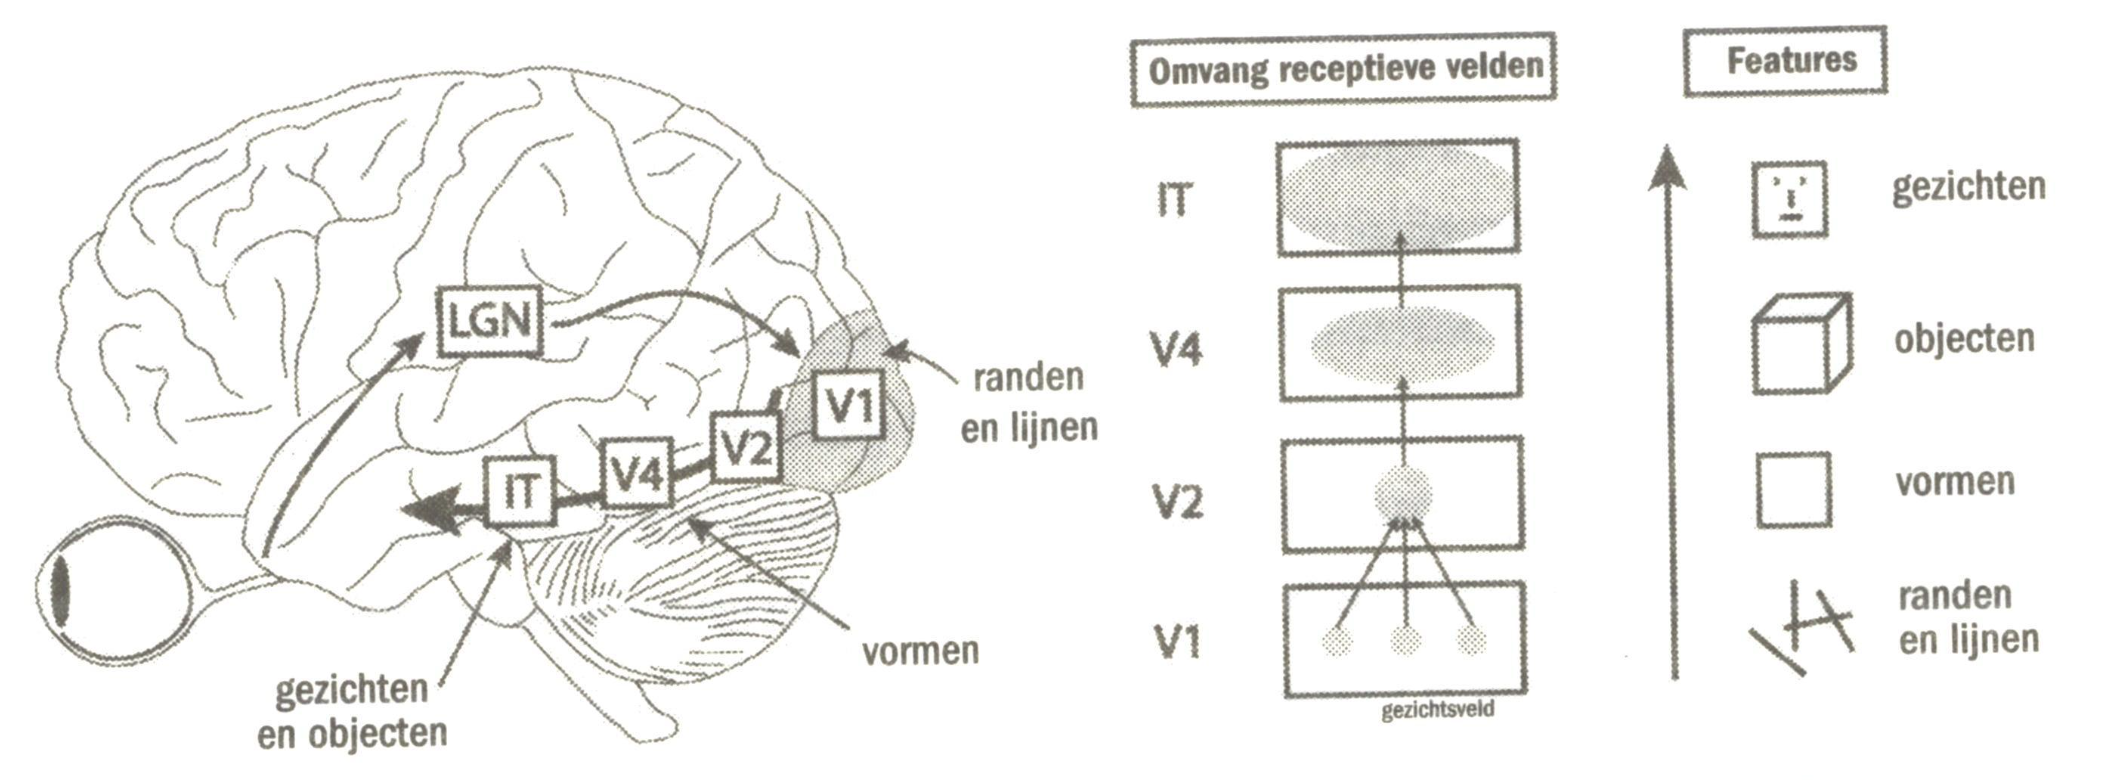 LGN
V1
V2
V4
IT
randen
en lijnen
vormen
gezichten
en objecten
Omvang receptieve velden
IT
V4
V2
V1
gezichtsveld
Features
gezichten
objecten
vormen
randen
en lijnen